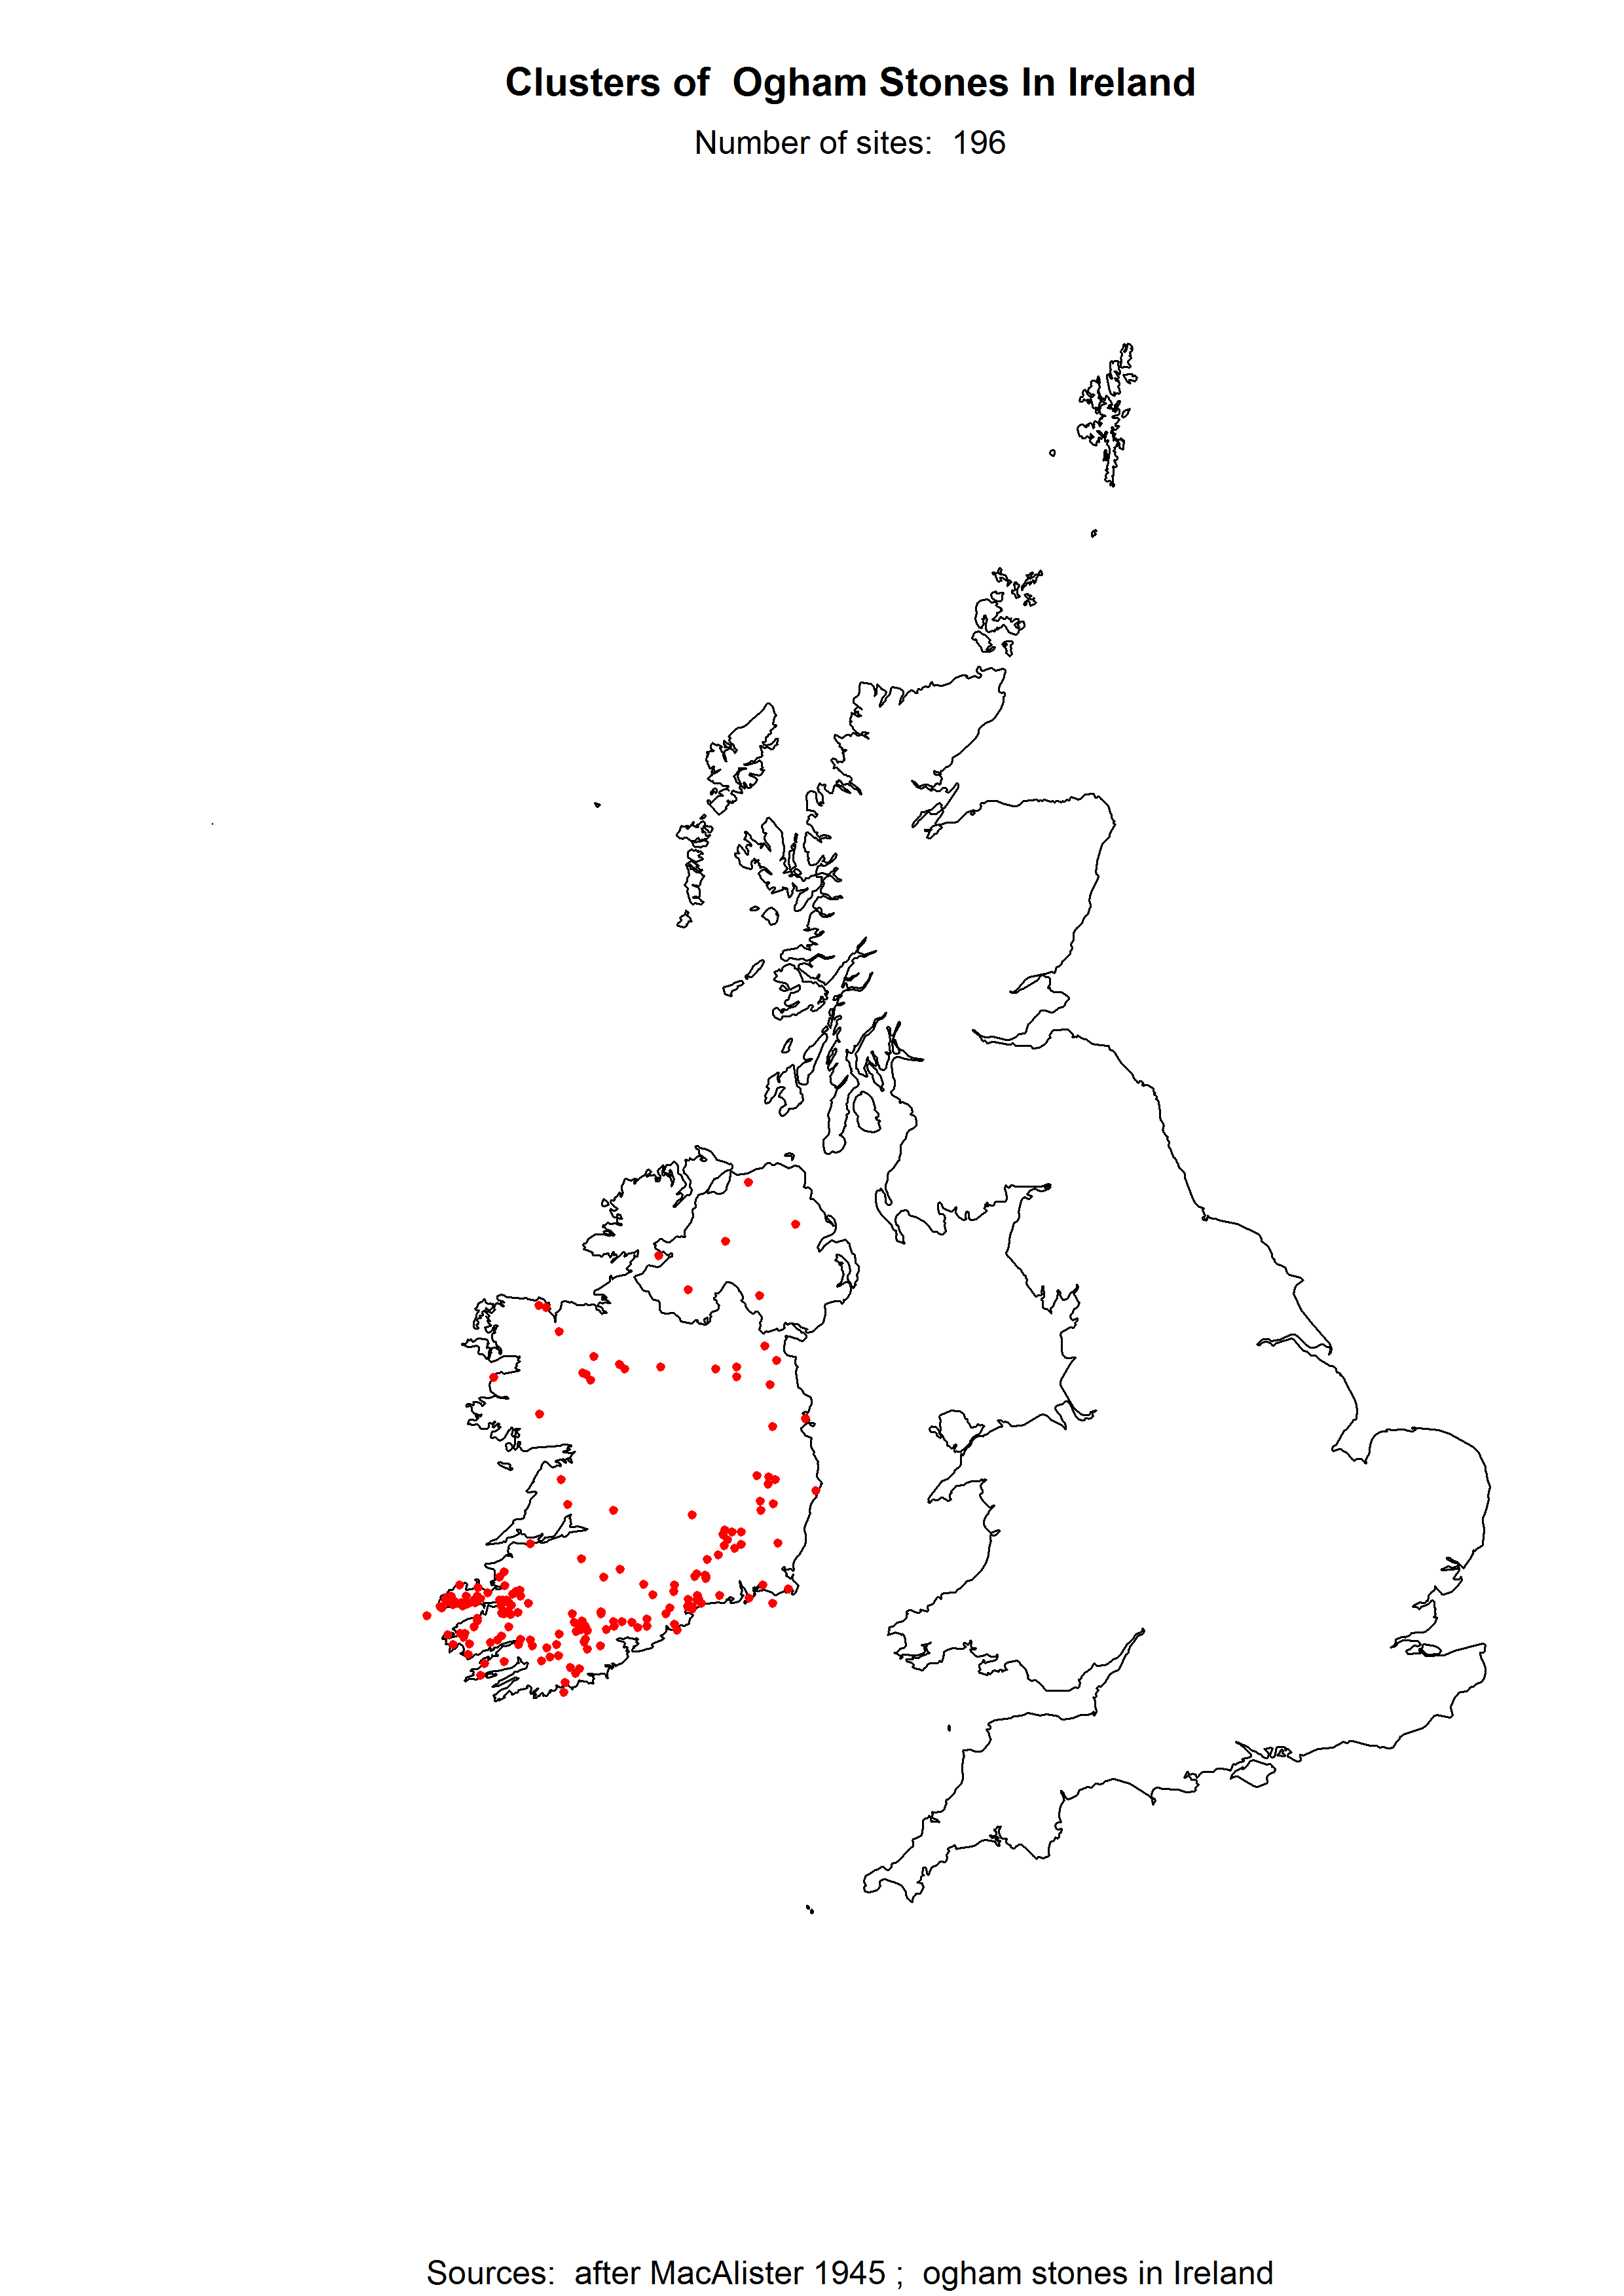 Clusters of  Ogham Stones In Ireland
Number of sites:  196
Sources:  after MacAlister 1945 ;  ogham stones in Ireland